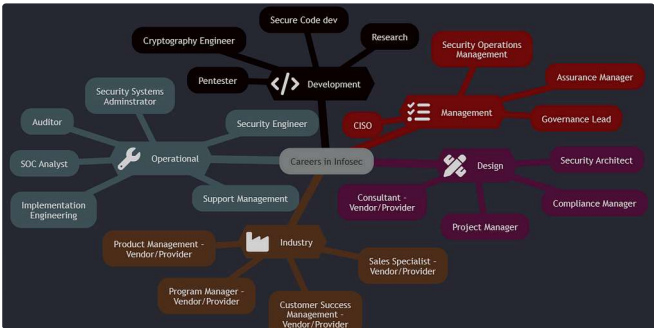 Secure Code dev
Cryptography Engineer
Research
Pentester
Development
Security Operations
Management
Assurance Manager
Management
CISO
Governance Lead
Security Systems
Adminstrator
Auditor
Security Engineer
SOC Analyst
Operational
Implementation
Engineering
Support Management
Careers in Infosec
Design
Security Architect
Consultant -
Vendor/Provider
Compliance Manager
Project Manager
Industry
Product Management -
Vendor/Provider
Sales Specialist -
Vendor/Provider
Program Manager -
Vendor/Provider
Customer Success
Management -
Vendor/Provider